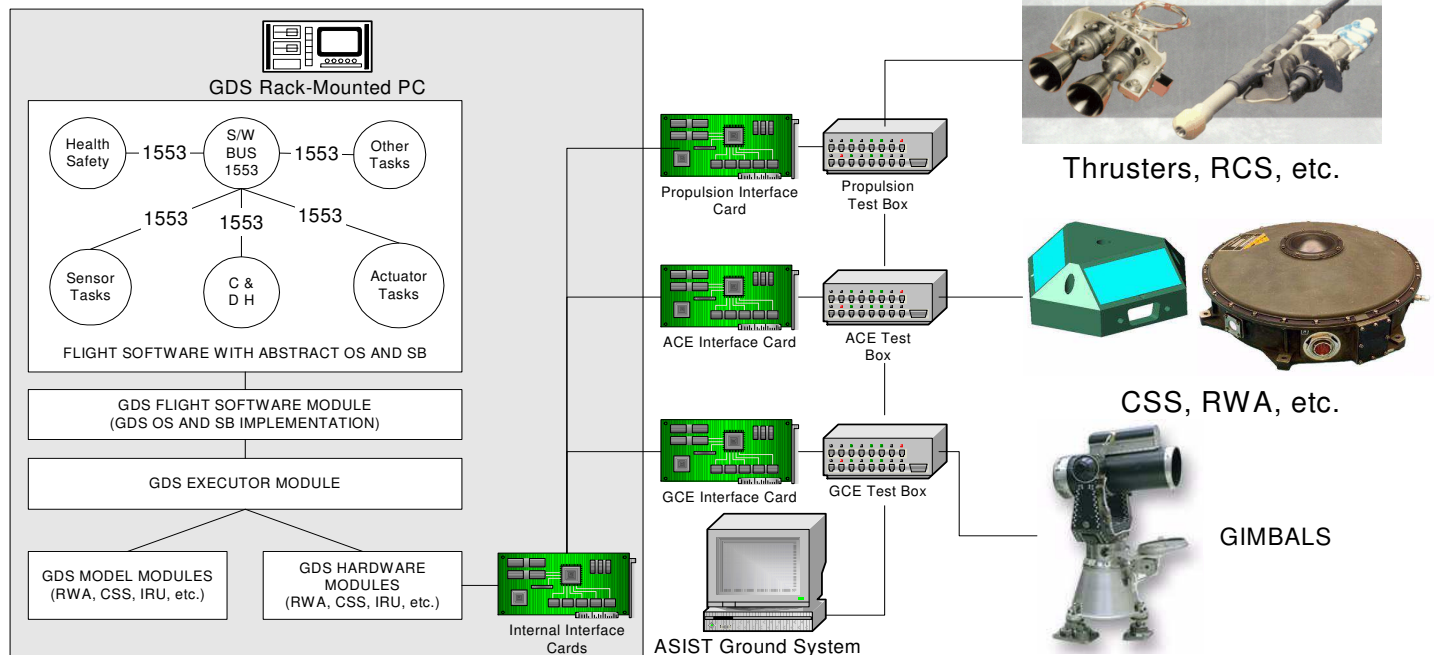 GDS Rack-Mounted PC
Health
Safety
1553
S/W
BUS
1553
1553
Other
Tasks
1553
1553
1553
Sensor
Tasks
C &
D H
Actuator
Tasks
FLIGHT SOFTWARE WITH ABSTRACT OS AND SB
GDS FLIGHT SOFTWARE MODULE
(GDS OS AND SB IMPLEMENTATION)
GDS EXECUTOR MODULE
GDS MODEL MODULES
(RWA, CSS, IRU, etc.)
GDS HARDWARE
MODULES
(RWA, CSS, IRU, etc.)
Internal Interface
Cards
Propulsion Interface
Card
Propulsion
Test Box
Thrusters, RCS, etc.
ACE Interface Card
ACE Test
Box
CSS, RWA, etc.
GCE Interface Card
GCE Test Box
GIMBALS
ASIST Ground System